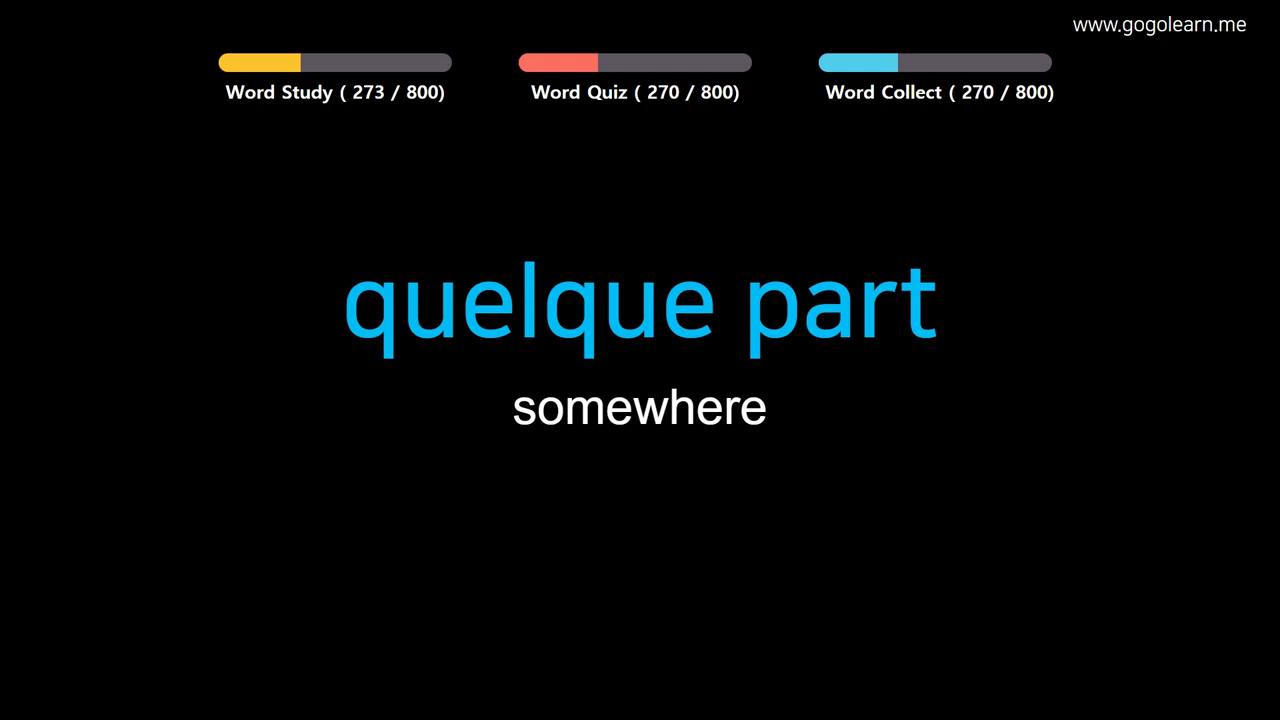 www.gogolearn.me
Word Study ( 273 / 800)
Word Quiz ( 270 / 800)
Word Collect ( 270 / 800)
quelque part
somewhere